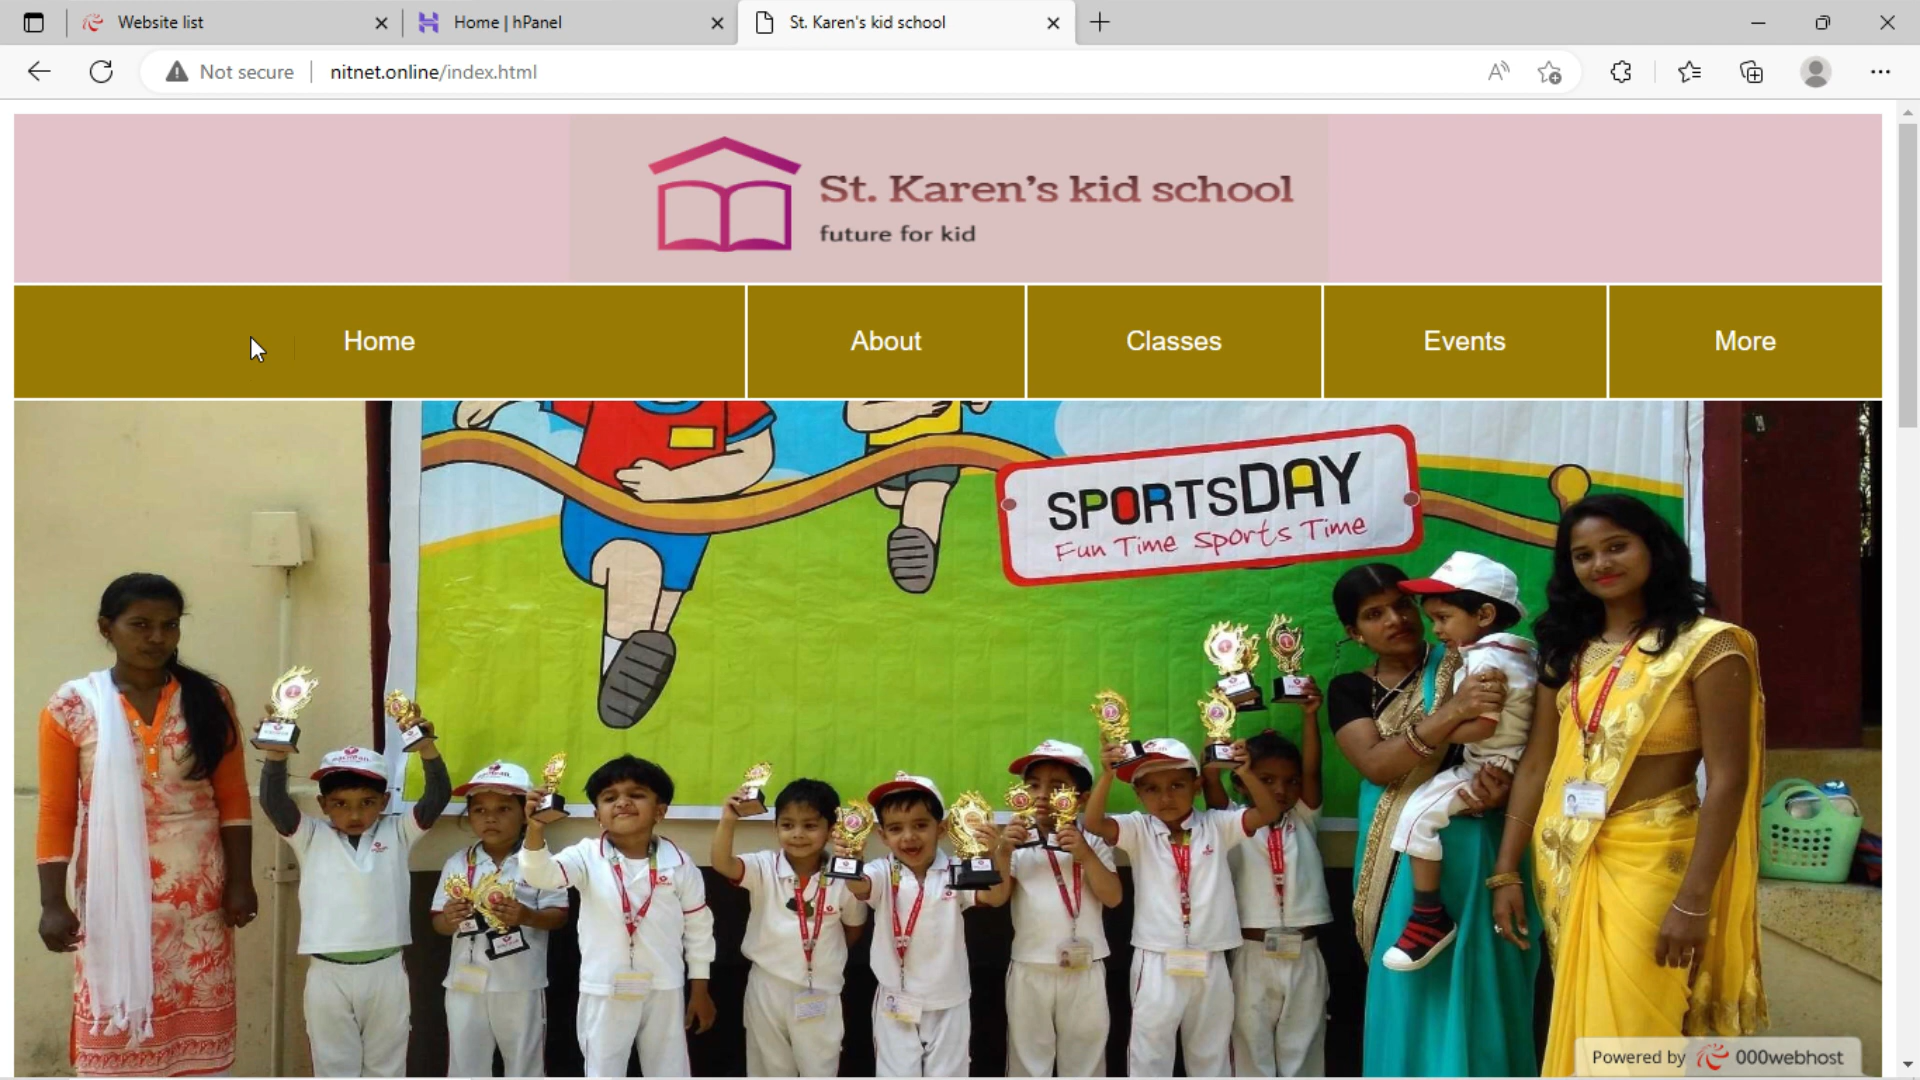 Website list
Home | hPanel
St. Karen's kid school
Not secure
nitnet.online/index.html
St. Karen's kid school
future for kid
Home
About
Classes
Events
More
SPORTSDAY
Fun Time Sports Time
Powered by 000webhost